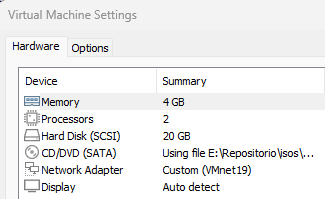 Virtual Machine Settings
Hardware Options
Device Summary
Memory 4 GB
Processors 2
Hard Disk (SCSI) 20 GB
CD/DVD (SATA) Using file E:\Repositorio\isos\...
Network Adapter Custom (VMnet19)
Display Auto detect